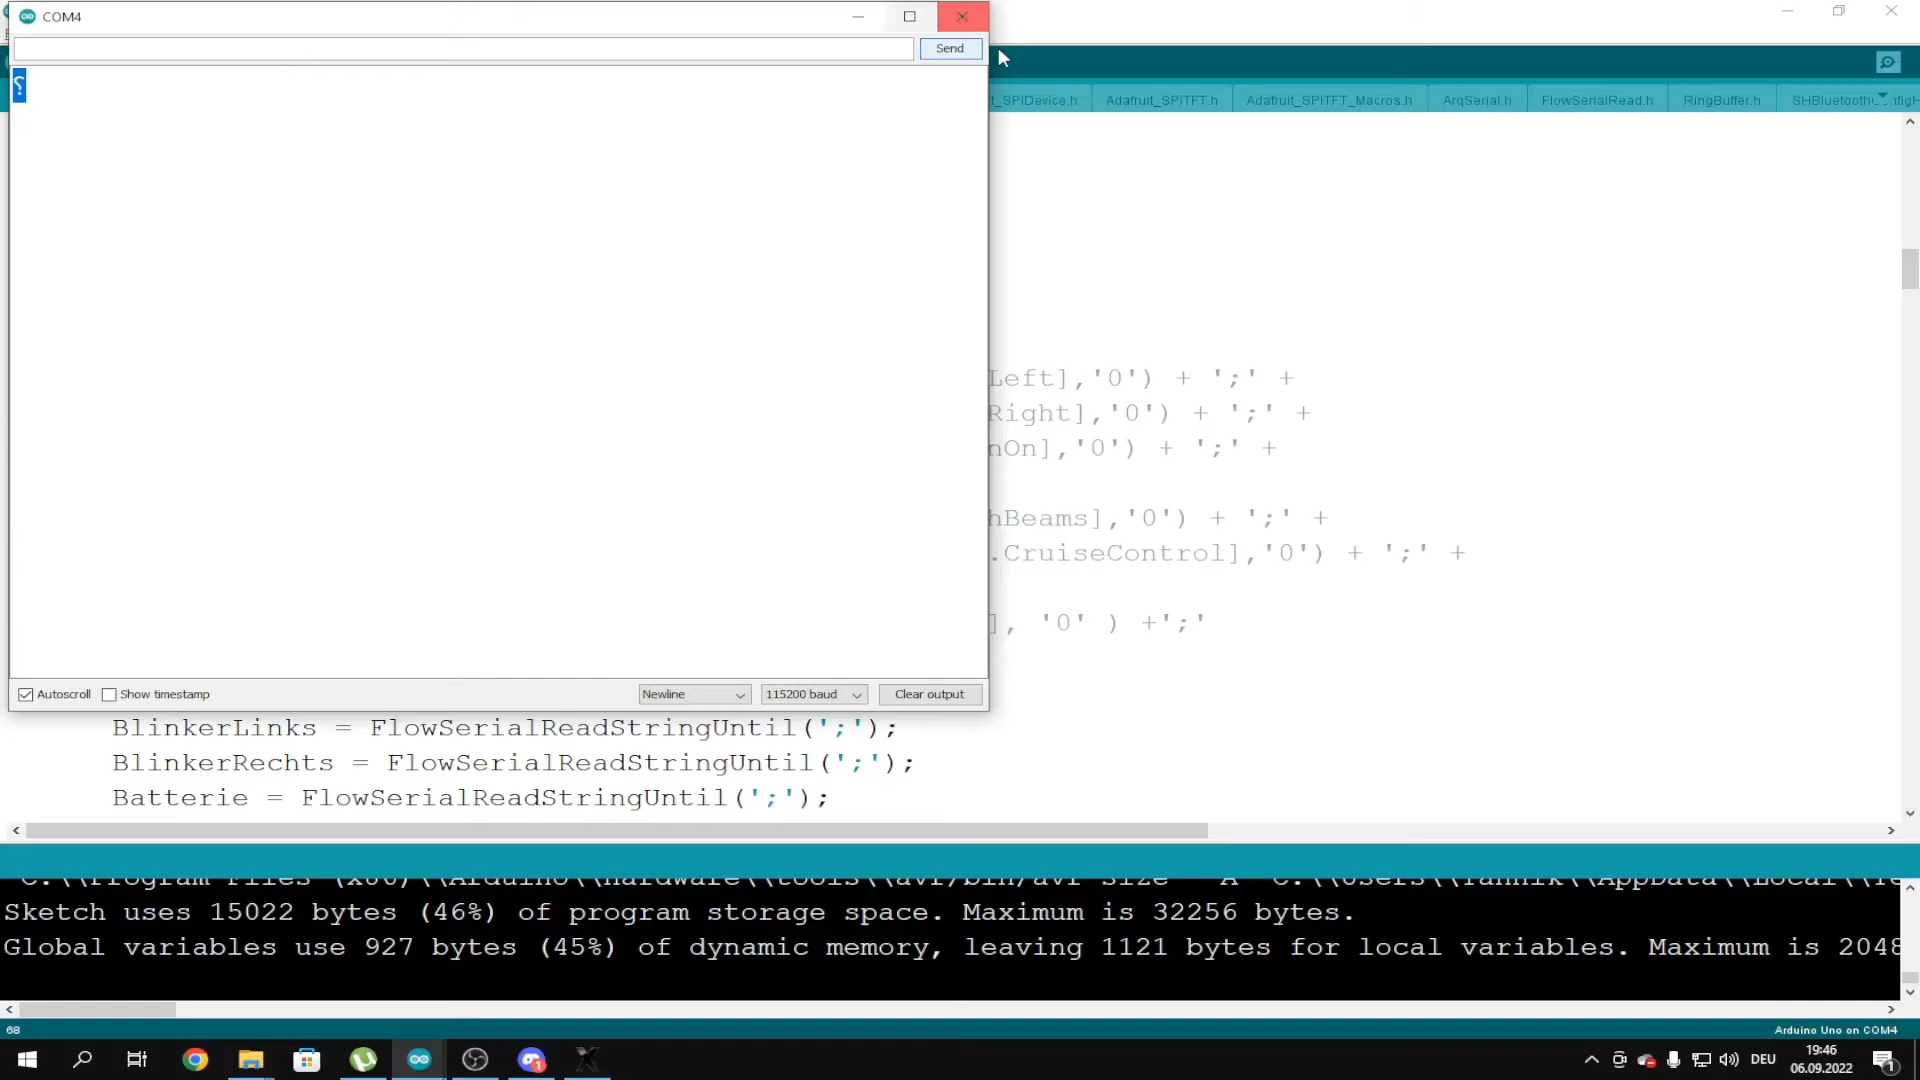 COM4
Send
⸮
t_SPIDevice.h Adafruit_SPITFT.h Adafruit_SPITFT_Macros.h ArqSerial.h FlowSerialRead.h RingBuffer.h
Left],'0') + ';' +
Right],'0') + ';' +
nOn],'0') + ';' +
hBeams],'0') + ';' +
.CruiseControl],'0') + ';' +
], '0' ) +';'
Autoscroll Show timestamp Newline 115200 baud Clear output
BlinkerLinks = FlowSerialReadStringUntil(';');
BlinkerRechts = FlowSerialReadStringUntil(';');
Batterie = FlowSerialReadStringUntil(';');
Sketch uses 15022 bytes (46%) of program storage space. Maximum is 32256 bytes.
Global variables use 927 bytes (45%) of dynamic memory, leaving 1121 bytes for local variables. Maximum is 2048
68 Arduino Uno on COM4
DEU
19:46
06.09.2022
1
1